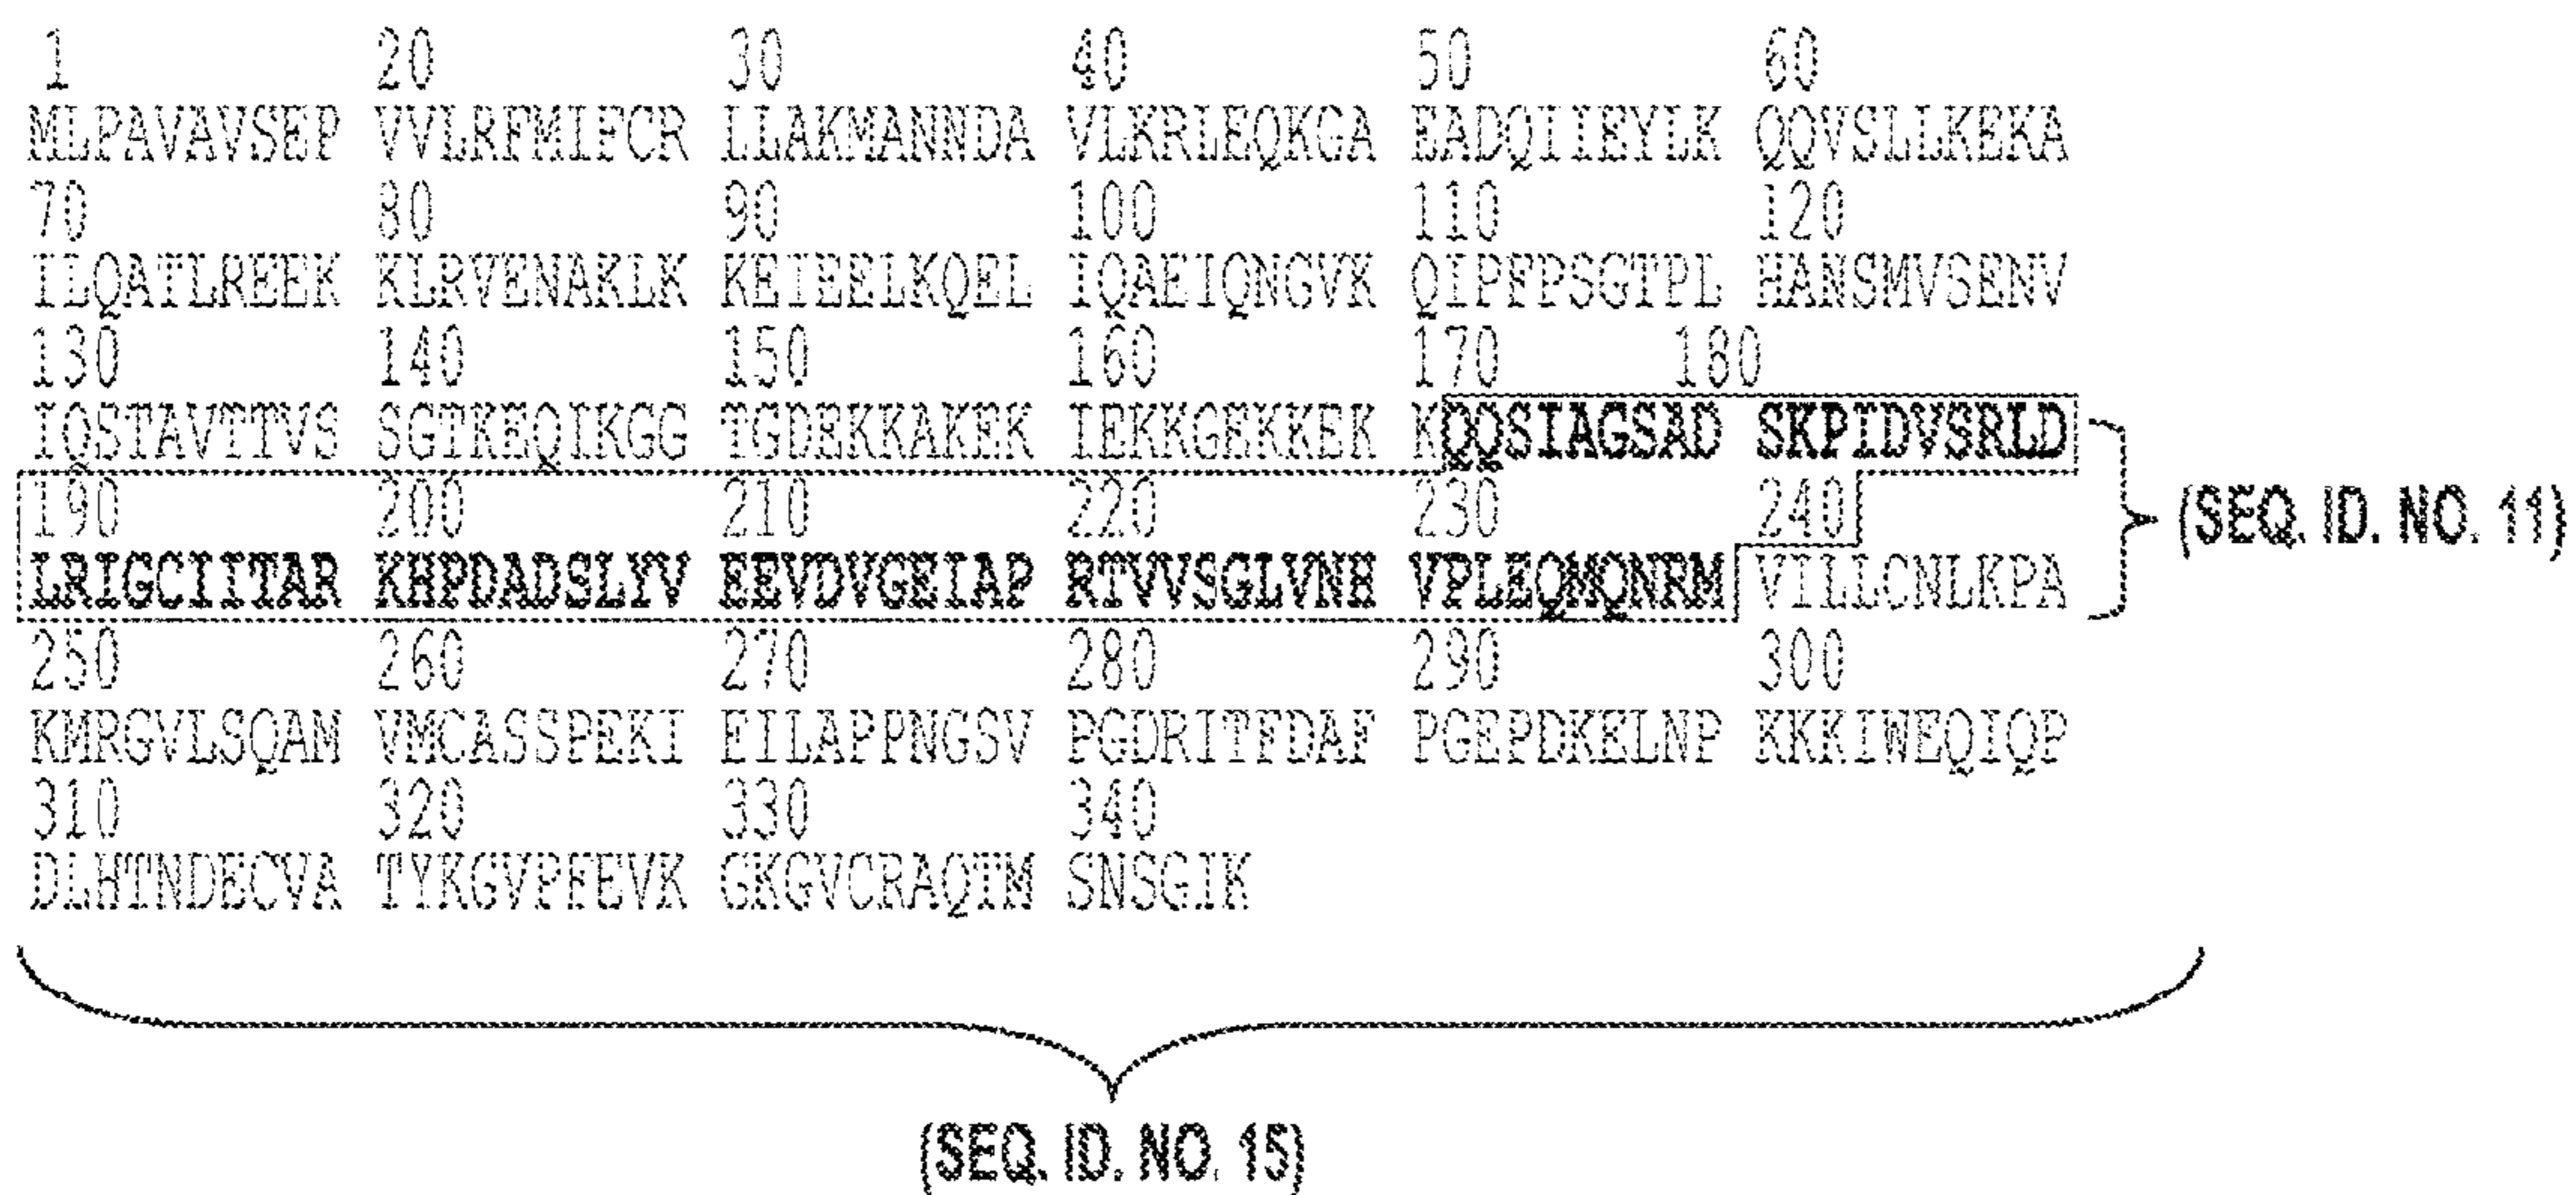 1 20 30 40 50 60
MLPAVAVSEP VVLRFMIFCR LLAKMANNDA VLKRLEQKGA EADQIIEYLK QQVSLLKEKA
70 80 90 100 110 120
ILQATLREEK KLRVENAKLK KEIEELKQEL IQAEIQNGVK QIPFPSGTPL HANSMVSENV
130 140 150 160 170 180
IQSTAVTTVS SGTKEQIKGG TGDEKKAKEK IEKKGEKKEK KQQSIAGSAD SKPIDVSRLD
190 200 210 220 230 240
LRIGCIITAR KHPDADSLYV EEVDVGEIAP RTVVSGLVNH VPLEQMQNRM VILLCNLKPA
(SEQ. ID. NO. 11)
250 260 270 280 290 300
KMRGVLSQAM VMCASSPEKI EILAPPNGSV PGDRITFDAF PGEPDKELNP KKKIWEQIQP
310 320 330 340
DLHTNDECVA TYKGVPFEVK GKGVCRAQTM SNSGIK
(SEQ. ID. NO. 15)